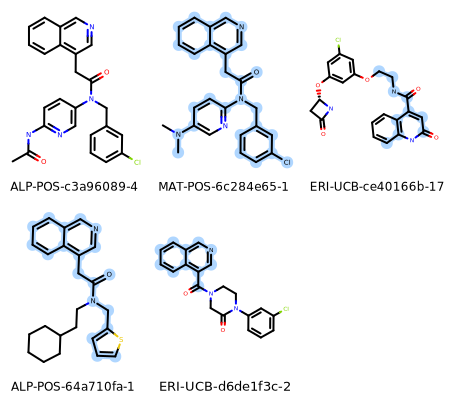 ALP-POS-c3a96089-4 MAT-POS-6c284e65-1 ERI-UCB-ce40166b-17
ALP-POS-64a710fa-1 ERI-UCB-d6de1f3c-2